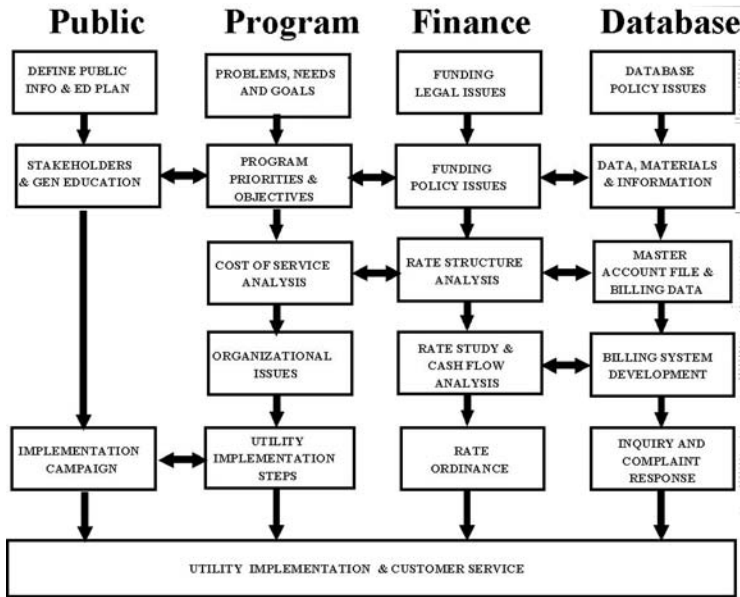 Public Program Finance Database
DEFINE PUBLIC
INFO & ED PLAN
PROBLEMS, NEEDS
AND GOALS
FUNDING
LEGAL ISSUES
DATABASE
POLICY ISSUES
STAKEHOLDERS
& GEN EDUCATION
PROGRAM
PRIORITIES &
OBJECTIVES
FUNDING
POLICY ISSUES
DATA, MATERIALS
& INFORMATION
COST OF SERVICE
ANALYSIS
RATE STRUCTURE
ANALYSIS
MASTER
ACCOUNT FILE &
BILLING DATA
ORGANIZATIONAL
ISSUES
RATE STUDY &
CASH FLOW
ANALYSIS
BILLING SYSTEM
DEVELOPMENT
IMPLEMENTATION
CAMPAIGN
UTILITY
IMPLEMENTATION
STEPS
RATE
ORDINANCE
INQUIRY AND
COMPLAINT
RESPONSE
UTILITY IMPLEMENTATION & CUSTOMER SERVICE